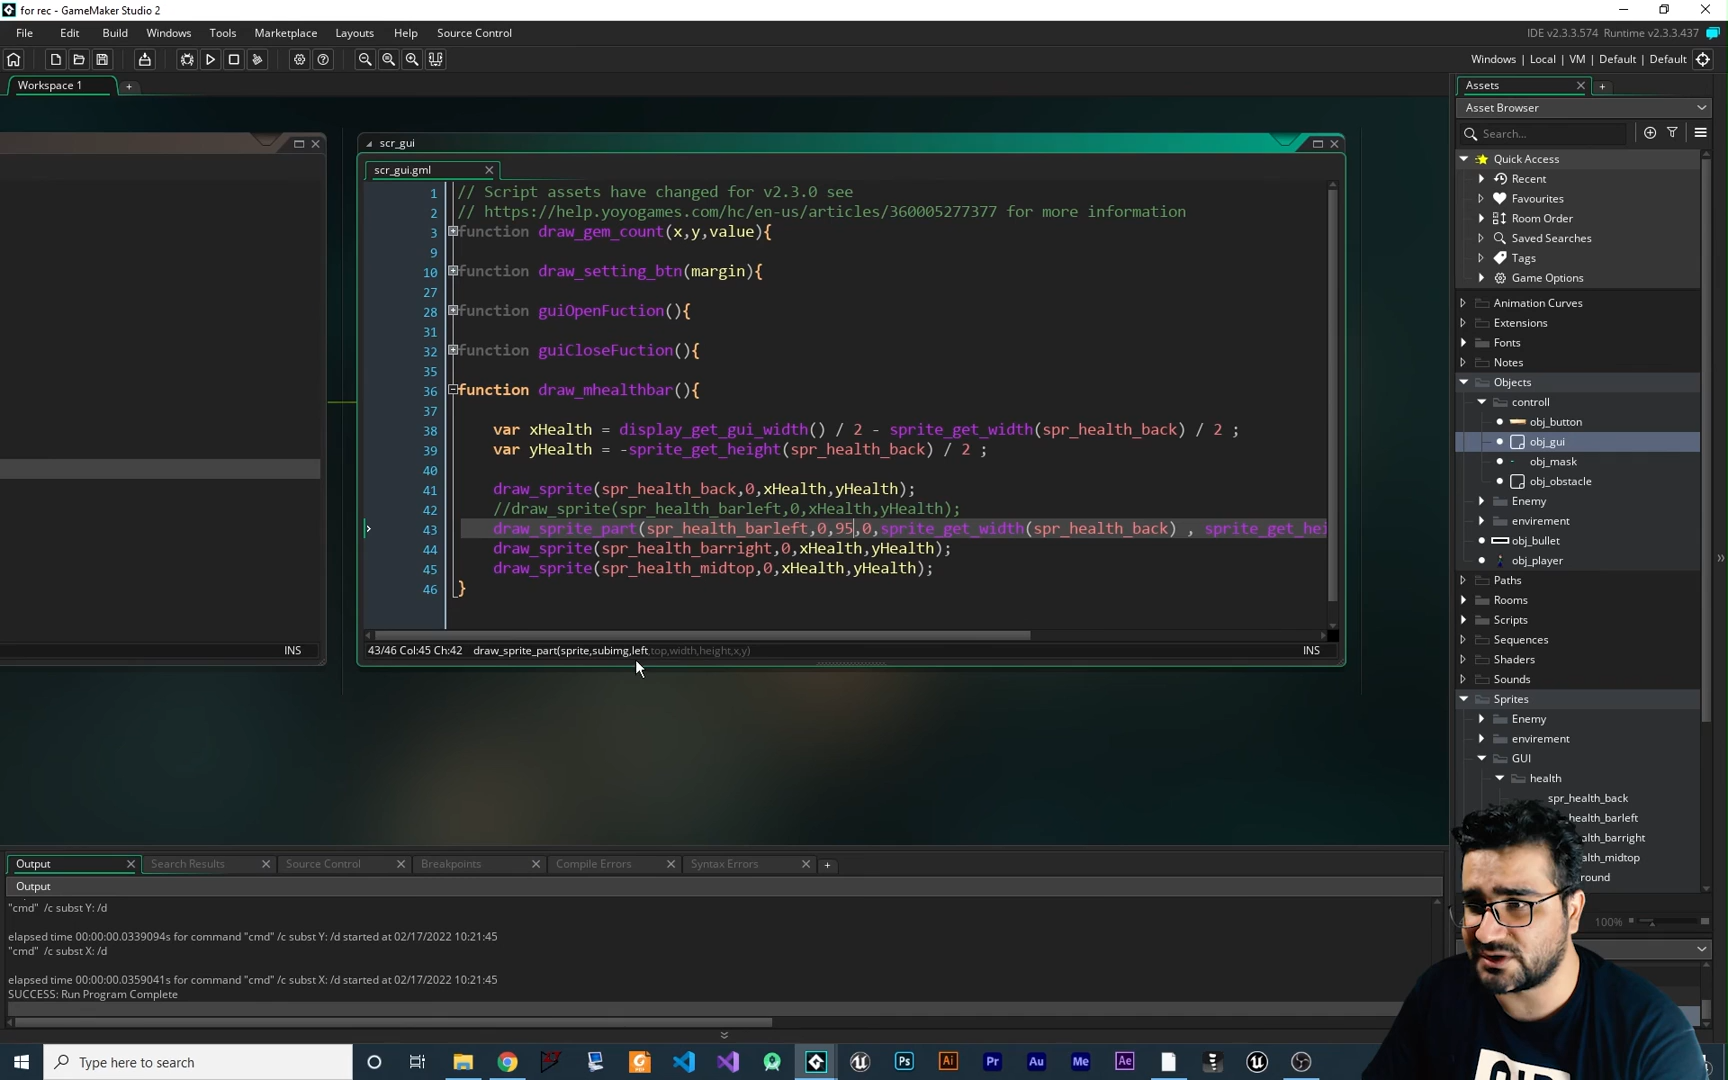 for rec - GameMaker Studio 2
File Edit Build Windows Tools Marketplace Layouts Help Source Control
IDE v2.3.3.574 Runtime v2.3.3.437
Windows | Local | VM | Default | Default
Workspace 1
scr_gui
scr_gui.gml
1 // Script assets have changed for v2.3.0 see
2 // https://help.yoyogames.com/hc/en-us/articles/360005277377 for more information
3 function draw_gem_count(x,y,value){
9
10 function draw_setting_btn(margin){
27
28 function guiOpenFuction(){
31
32 function guiCloseFuction(){
35
36 function draw_mhealthbar(){
37
38 var xHealth = display_get_gui_width() / 2 - sprite_get_width(spr_health_back) / 2 ;
39 var yHealth = -sprite_get_height(spr_health_back) / 2 ;
40
41 draw_sprite(spr_health_back,0,xHealth,yHealth);
42 //draw_sprite(spr_health_barleft,0,xHealth,yHealth);
43 draw_sprite_part(spr_health_barleft,0,95,0,sprite_get_width(spr_health_back) , sprite_get_hei
44 draw_sprite(spr_health_barright,0,xHealth,yHealth);
45 draw_sprite(spr_health_midtop,0,xHealth,yHealth);
46 }
INS
43/46 Col:45 Ch:42 draw_sprite_part(sprite,subimg,left,top,width,height,x,y)
INS
Assets
Asset Browser
Search...
Quick Access
Recent
Favourites
Room Order
Saved Searches
Tags
Game Options
Animation Curves
Extensions
Fonts
Notes
Objects
controll
obj_button
obj_gui
obj_mask
obj_obstacle
Enemy
envirement
obj_bullet
obj_player
Paths
Rooms
Scripts
Sequences
Shaders
Sounds
Sprites
Enemy
envirement
GUI
health
spr_health_back
health_barleft
alth_barright
alth_midtop
round
100%
Output Search Results Source Control Breakpoints Compile Errors Syntax Errors
Output
"cmd" /c subst Y: /d
elapsed time 00:00:00.0339094s for command "cmd" /c subst Y: /d started at 02/17/2022 10:21:45
"cmd" /c subst X: /d
elapsed time 00:00:00.0359041s for command "cmd" /c subst X: /d started at 02/17/2022 10:21:45
SUCCESS: Run Program Complete
Type here to search
Ps Ai Pr Au Me Ae